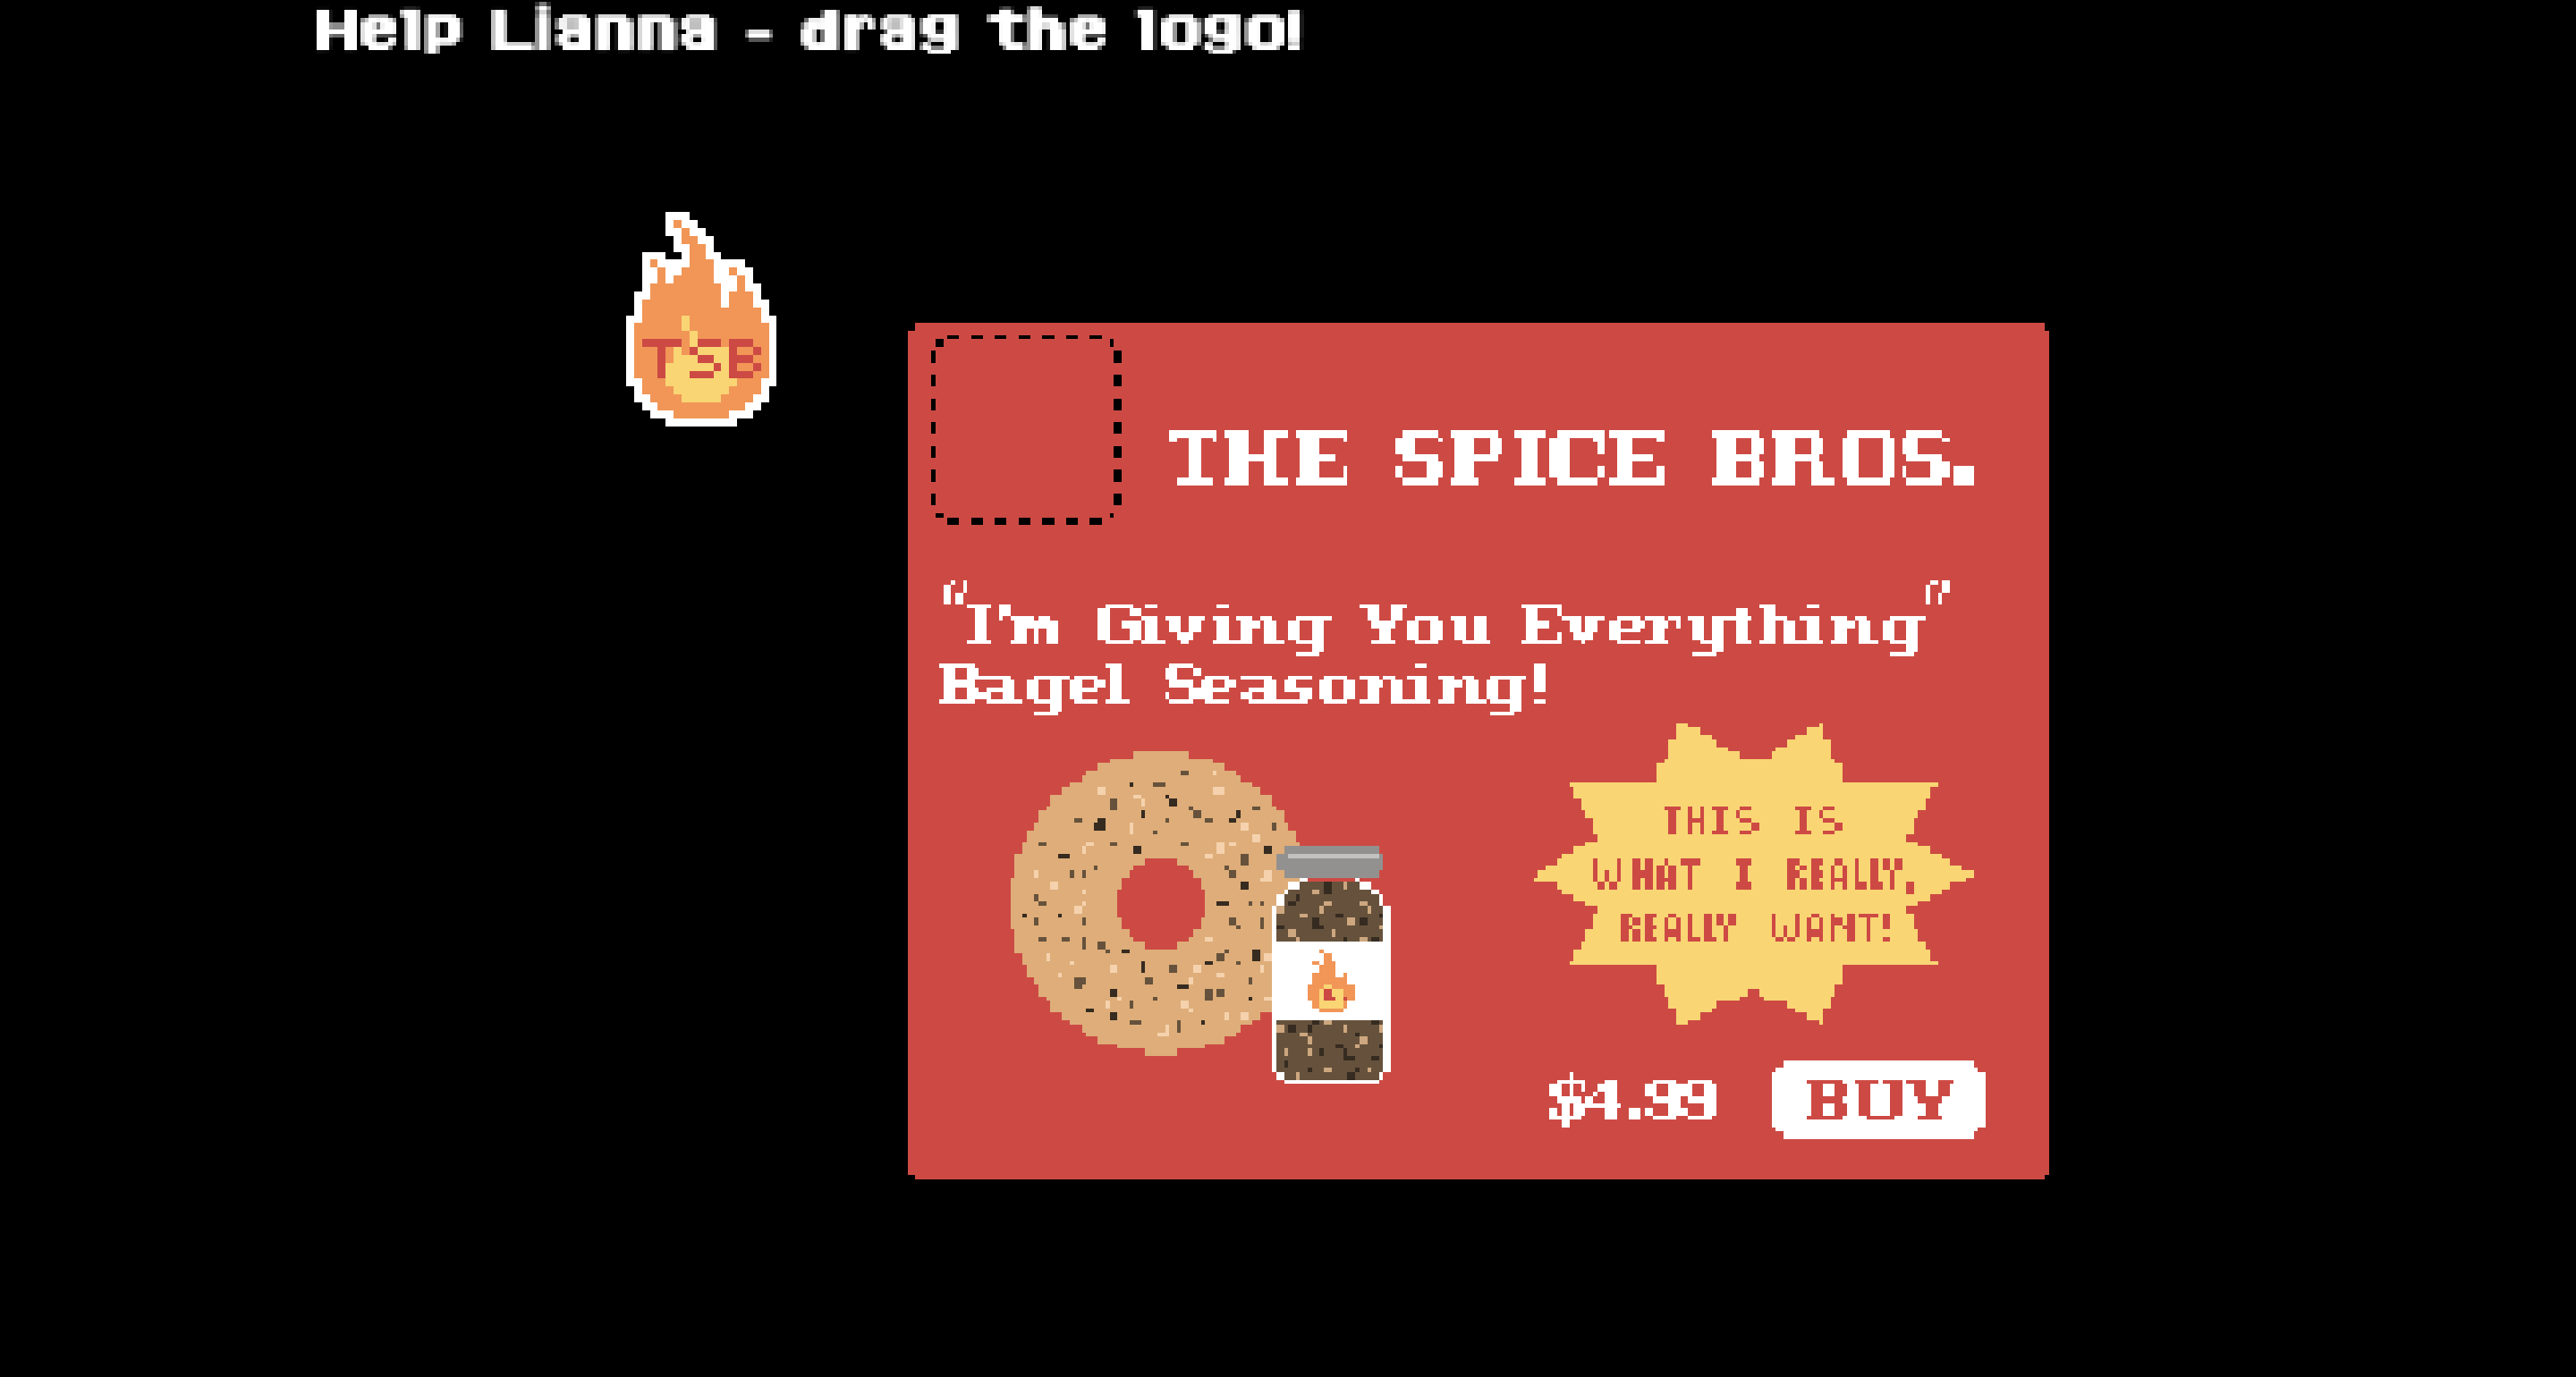 Help Lianna - drag the logo!
TSB
THE SPICE BROS.
"I'm Giving You Everything"
Bagel Seasoning!
THIS IS
WHAT I REALLY,
REALLY WANT!
$4.99 BUY